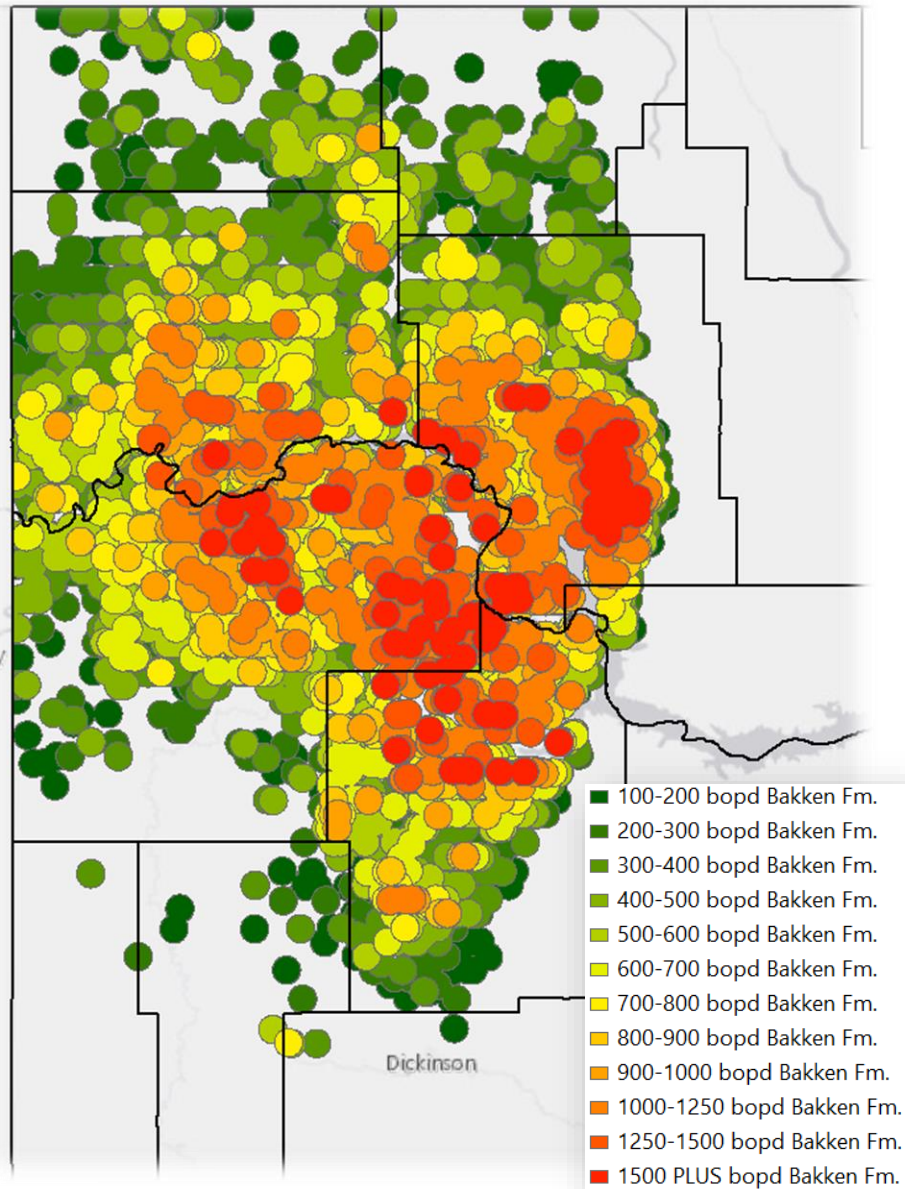 Dickinson
100-200 bopd Bakken Fm.
200-300 bopd Bakken Fm.
300-400 bopd Bakken Fm.
400-500 bopd Bakken Fm.
500-600 bopd Bakken Fm.
600-700 bopd Bakken Fm.
700-800 bopd Bakken Fm.
800-900 bopd Bakken Fm.
900-1000 bopd Bakken Fm.
1000-1250 bopd Bakken Fm.
1250-1500 bopd Bakken Fm.
1500 PLUS bopd Bakken Fm.